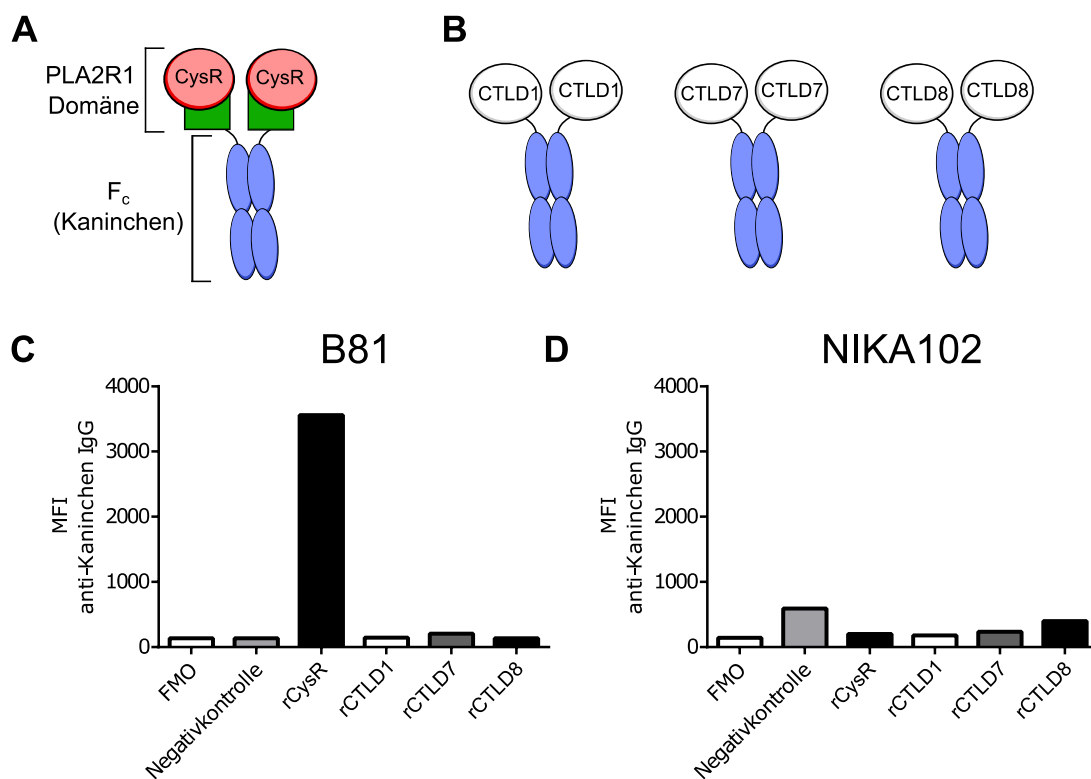 A
PLA2R1
Domäne
CysR CysR
Fc
(Kaninchen)
B
CTLD1 CTLD1
CTLD7 CTLD7
CTLD8 CTLD8
C
B81
MFI
anti-Kaninchen IgG
4000
3000
2000
1000
0
FMO
Negativkontrolle
rCysR
rCTLD1
rCTLD7
rCTLD8
D
NIKA102
MFI
anti-Kaninchen IgG
4000
3000
2000
1000
0
FMO
Negativkontrolle
rCysR
rCTLD1
rCTLD7
rCTLD8